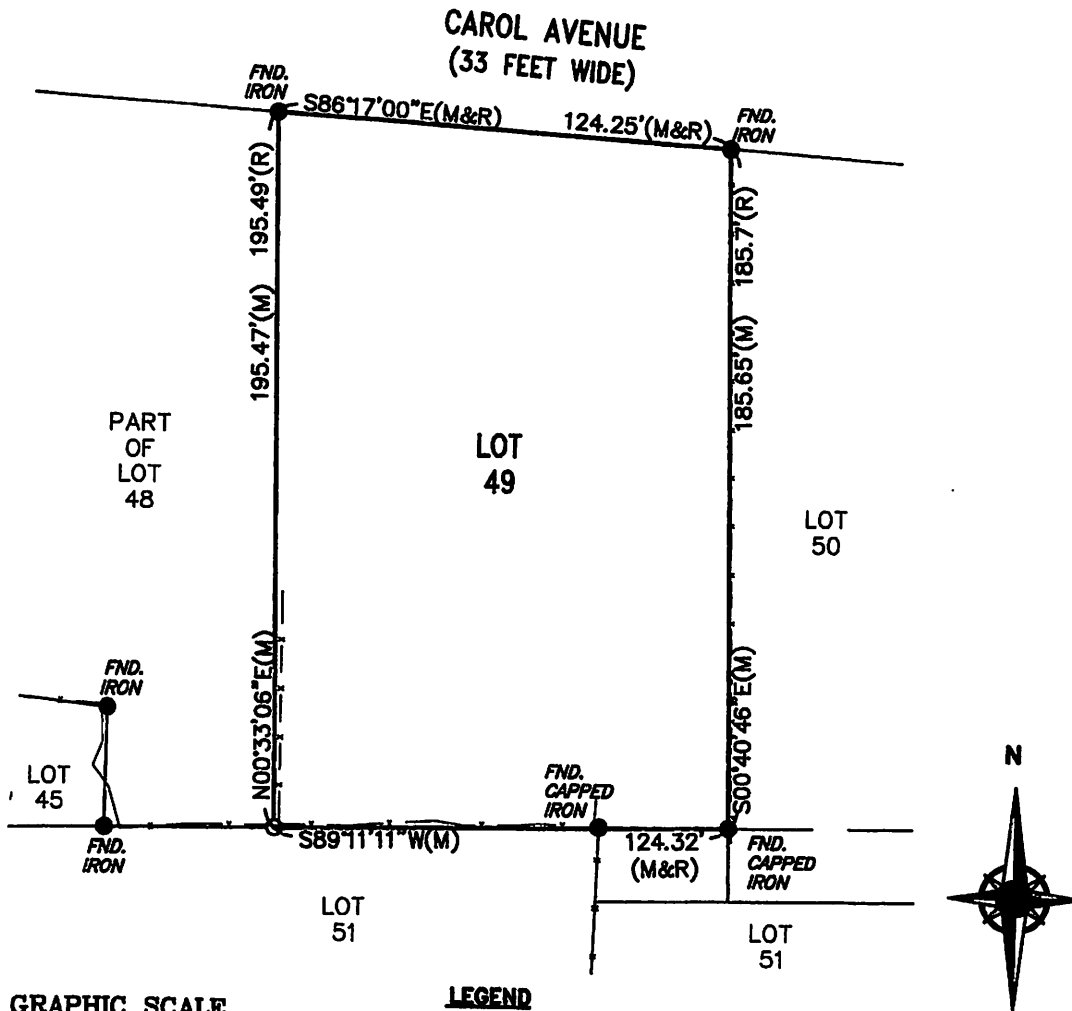 CAROL AVENUE
(33 FEET WIDE)
FND.
IRON
S86°17'00"E(M&R)
124.25'(M&R)
FND.
IRON
195.49'(R)
195.47'(M)
185.7'(R)
185.65'(M)
PART
OF
LOT
48
LOT
49
LOT
50
N00°33'06"E(M)
S00°40'46"E(M)
FND.
IRON
LOT
45
FND.
IRON
FND.
CAPPED
IRON
S89°11'11"W(M)
124.32'
(M&R)
FND.
CAPPED
IRON
N
LOT
51
LOT
51
GRAPHIC SCALE
LEGEND